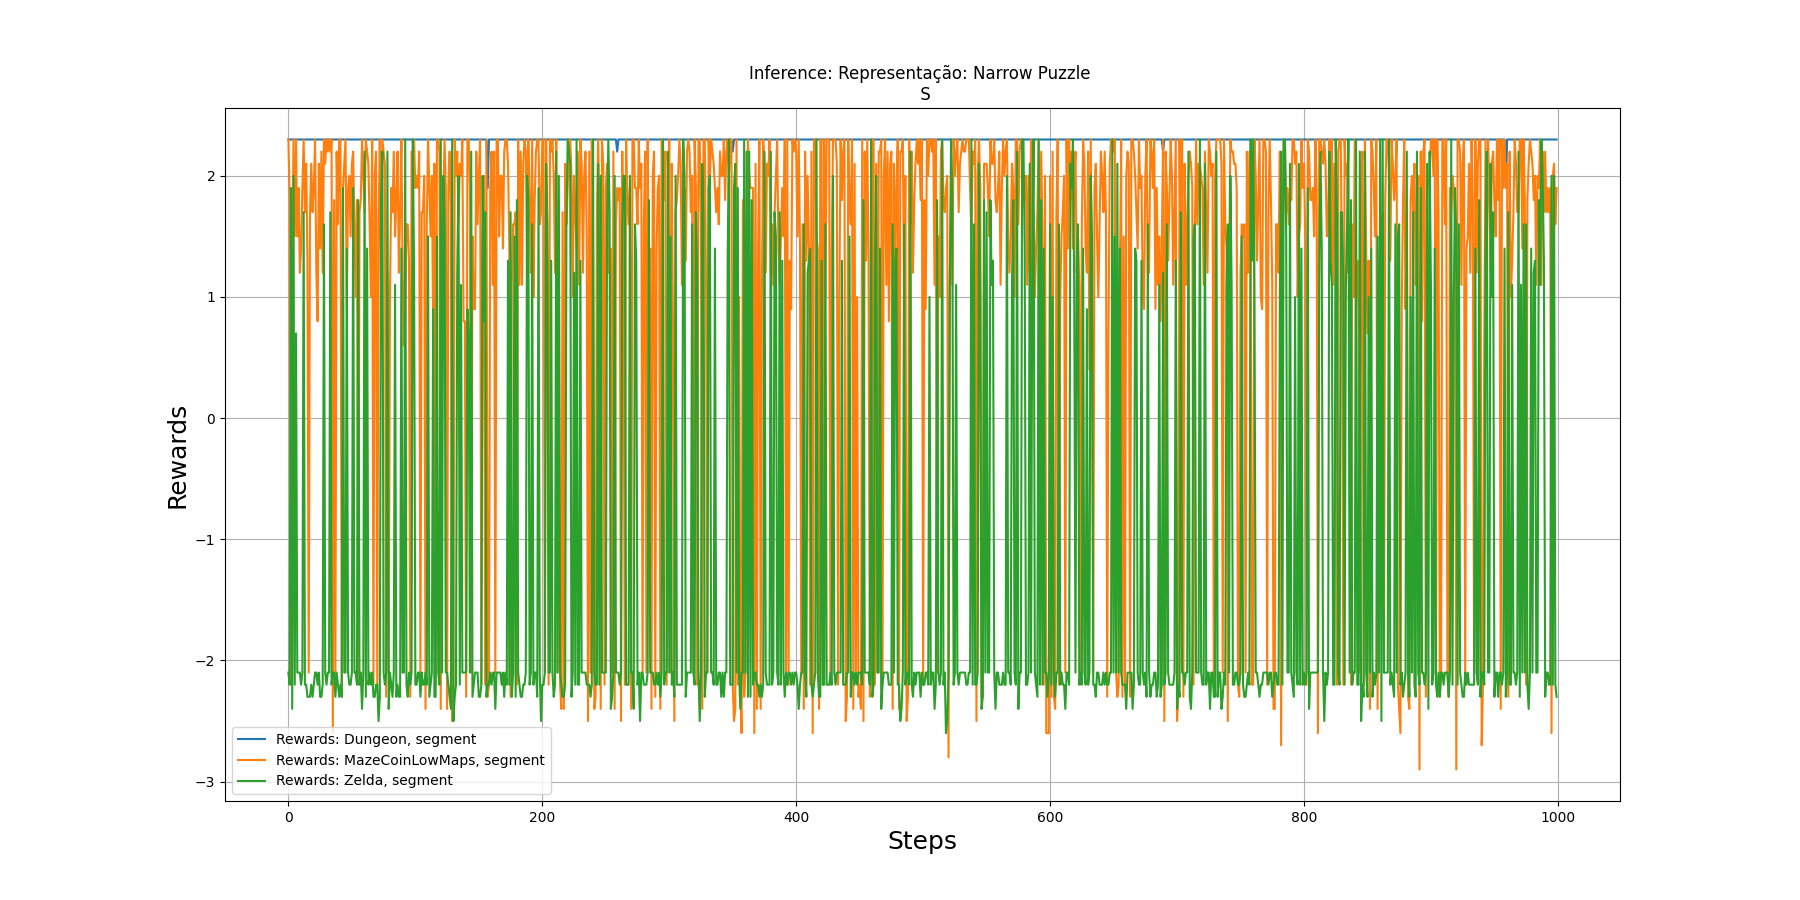 Inference: Representação: Narrow Puzzle
S
Rewards
2
1
0
−1
−2
−3
Rewards: Dungeon, segment
Rewards: MazeCoinLowMaps, segment
Rewards: Zelda, segment
0 200 400 600 800 1000
Steps